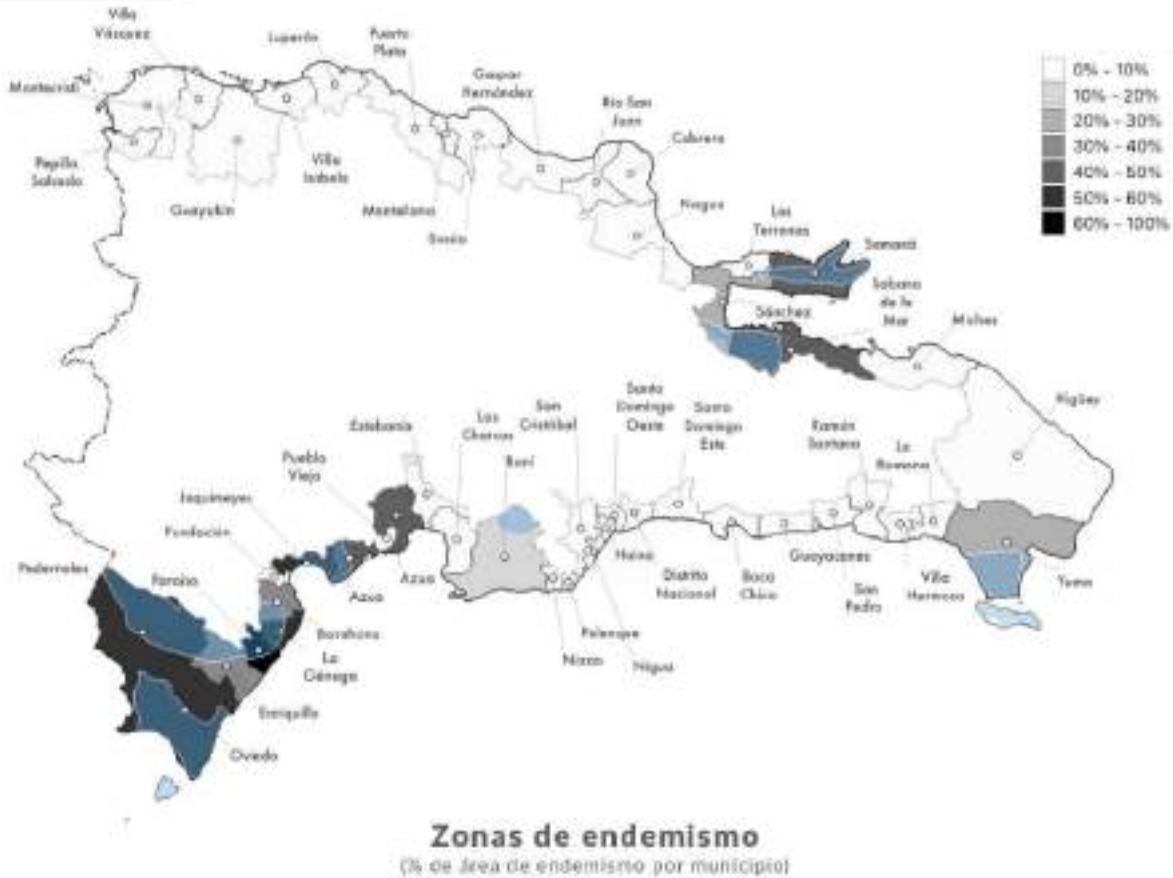 Villa
Vásquez
Luperón
Puerto
Plata
Gaspar
Hernández
Río San
Juan
Cabrera
Montecristi
Pepillo
Salcedo
Guayubín
Villa
Isabela
Montellano
Sosúa
Nagua
Las
Terrenas
Samaná
Sabana
de la
Mar
Sánchez
Miches
Higüey
0% - 10%
10% - 20%
20% - 30%
30% - 40%
40% - 50%
50% - 60%
60% - 100%
Estebanía
Las
Charcas
San
Cristóbal
Santo
Domingo
Oeste
Santo
Domingo
Este
Ramón
Santana
La
Romana
Pueblo
Viejo
Baní
Jaquimeyes
Fundación
Pedernales
Paraíso
Azua
Azua
Haina
Distrito
Nacional
Boca
Chica
Guayacanes
San
Pedro
Villa
Hermosa
Yuma
Barahona
La
Ciénaga
Palenque
Nizao
Nigua
Enriquillo
Oviedo
Zonas de endemismo
(% de área de endemismo por municipio)